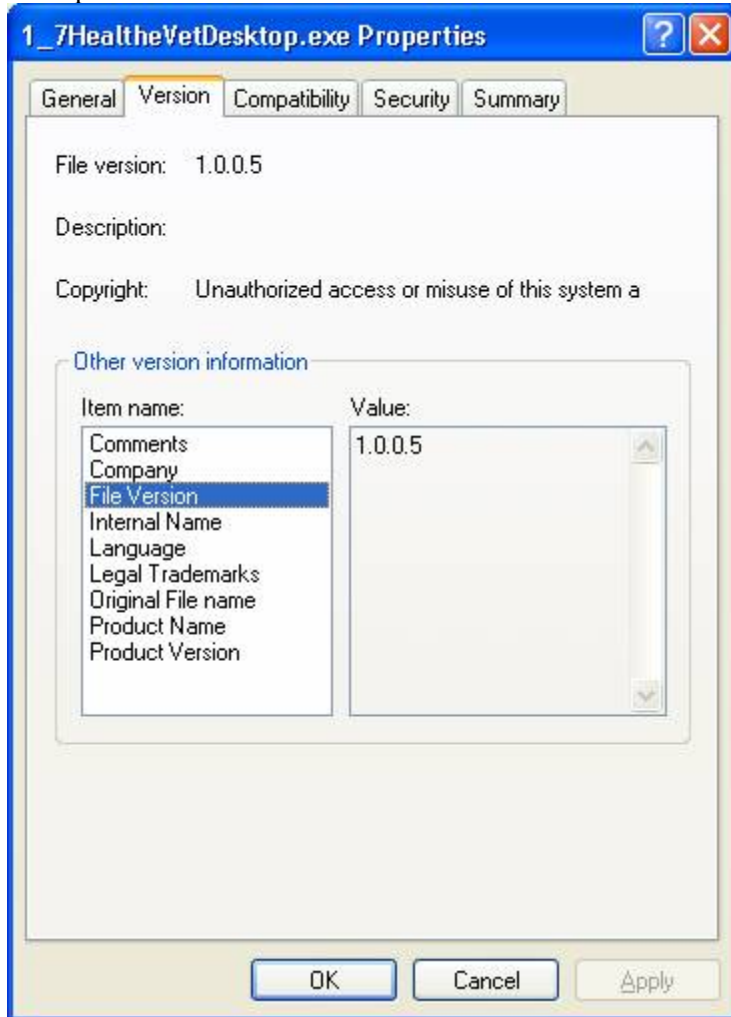 1_7HealtheVetDesktop.exe Properties
General Version Compatibility Security Summary
File version: 1.0.0.5
Description:
Copyright: Unauthorized access or misuse of this system a
Other version information
Item name: Value:
Comments 1.0.0.5
Company
File Version
Internal Name
Language
Legal Trademarks
Original File name
Product Name
Product Version
OK Cancel Apply